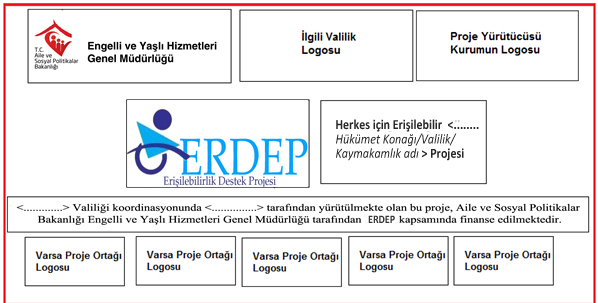 T.C.
Aile ve
Sosyal Politikalar
Bakanlığı
Engelli ve Yaşlı Hizmetleri
Genel Müdürlüğü
İlgili Valilik
Logosu
Proje Yürütücüsü
Kurumun Logosu
ERDEP
Erişilebilirlik Destek Projesi
Herkes için Erişilebilir <........
Hükümet Konağı/Valilik/
Kaymakamlık adı > Projesi
<.............> Valiliği koordinasyonunda <..............> tarafından yürütülmekte olan bu proje, Aile ve Sosyal Politikalar
Bakanlığı Engelli ve Yaşlı Hizmetleri Genel Müdürlüğü tarafından ERDEP kapsamında finanse edilmektedir.
Varsa Proje Ortağı
Logosu
Varsa Proje Ortağı
Logosu
Varsa Proje Ortağı
Logosu
Varsa Proje Ortağı
Logosu
Varsa Proje Ortağı
Logosu